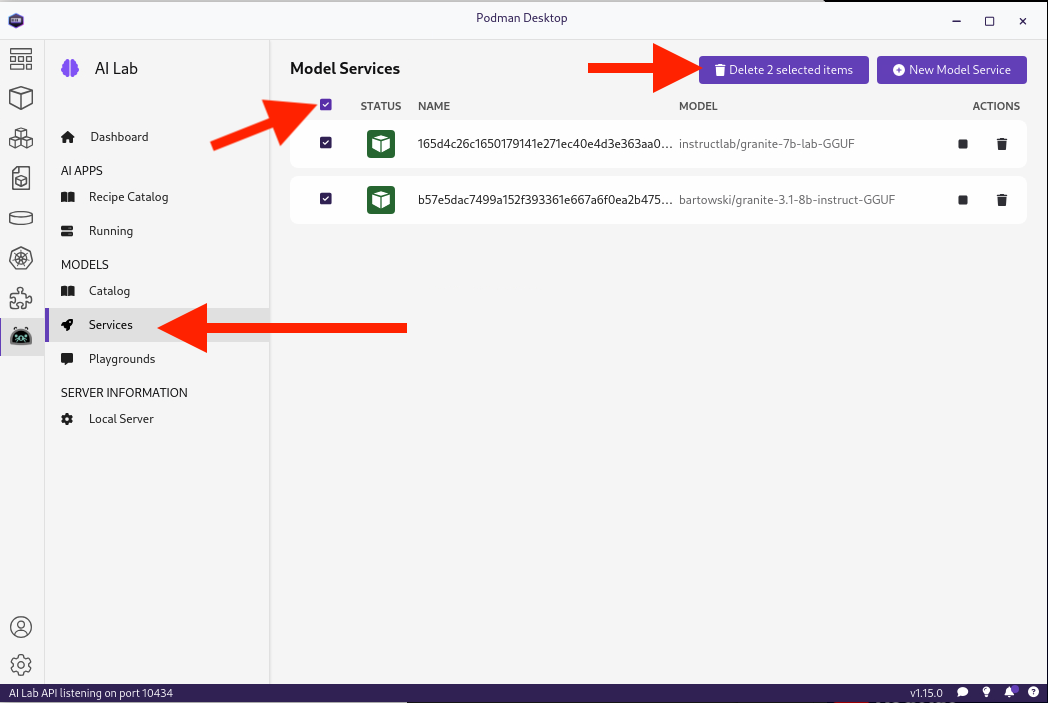 Podman Desktop
AI Lab
Dashboard
AI APPS
Recipe Catalog
Running
MODELS
Catalog
Services
Playgrounds
SERVER INFORMATION
Local Server
Model Services
Delete 2 selected items
New Model Service
STATUS NAME MODEL ACTIONS
165d4c26c1650179141e271ec40e4d3e363aa0... instructlab/granite-7b-lab-GGUF
b57e5dac7499a152f393361e667a6f0ea2b475... bartowski/granite-3.1-8b-instruct-GGUF
AI Lab API listening on port 10434
v1.15.0